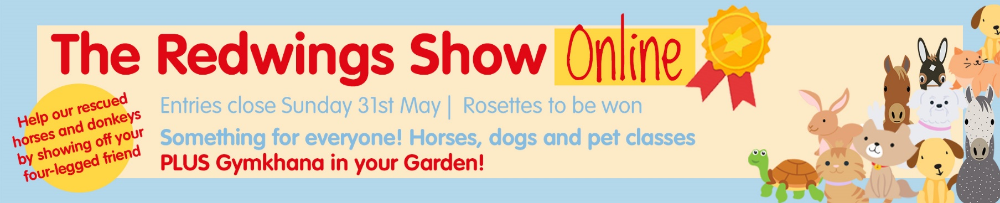 The Redwings Show Online
Entries close Sunday 31st May | Rosettes to be won
Something for everyone! Horses, dogs and pet classes
PLUS Gymkhana in your Garden!
Help our rescued
horses and donkeys
by showing off your
four-legged friend